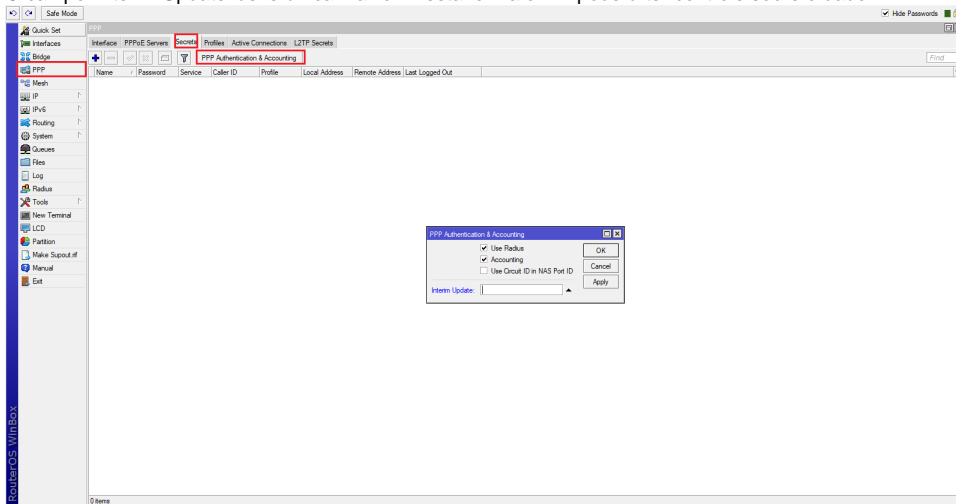 Safe Mode
Hide Passwords
Quick Set
Interfaces
Bridge
PPP
Mesh
IP
IPv6
Routing
System
Queues
Files
Log
Radius
Tools
New Terminal
LCD
Partition
Make Supout.rif
Manual
Exit
RouterOS WinBox
PPP
Interface PPPoE Servers Secrets Profiles Active Connections L2TP Secrets
PPP Authentication & Accounting
Find
Name Password Service Caller ID Profile Local Address Remote Address Last Logged Out
PPP Authentication & Accounting
Use Radius
Accounting
Use Circuit ID in NAS Port ID
Interim Update:
OK
Cancel
Apply
0 items